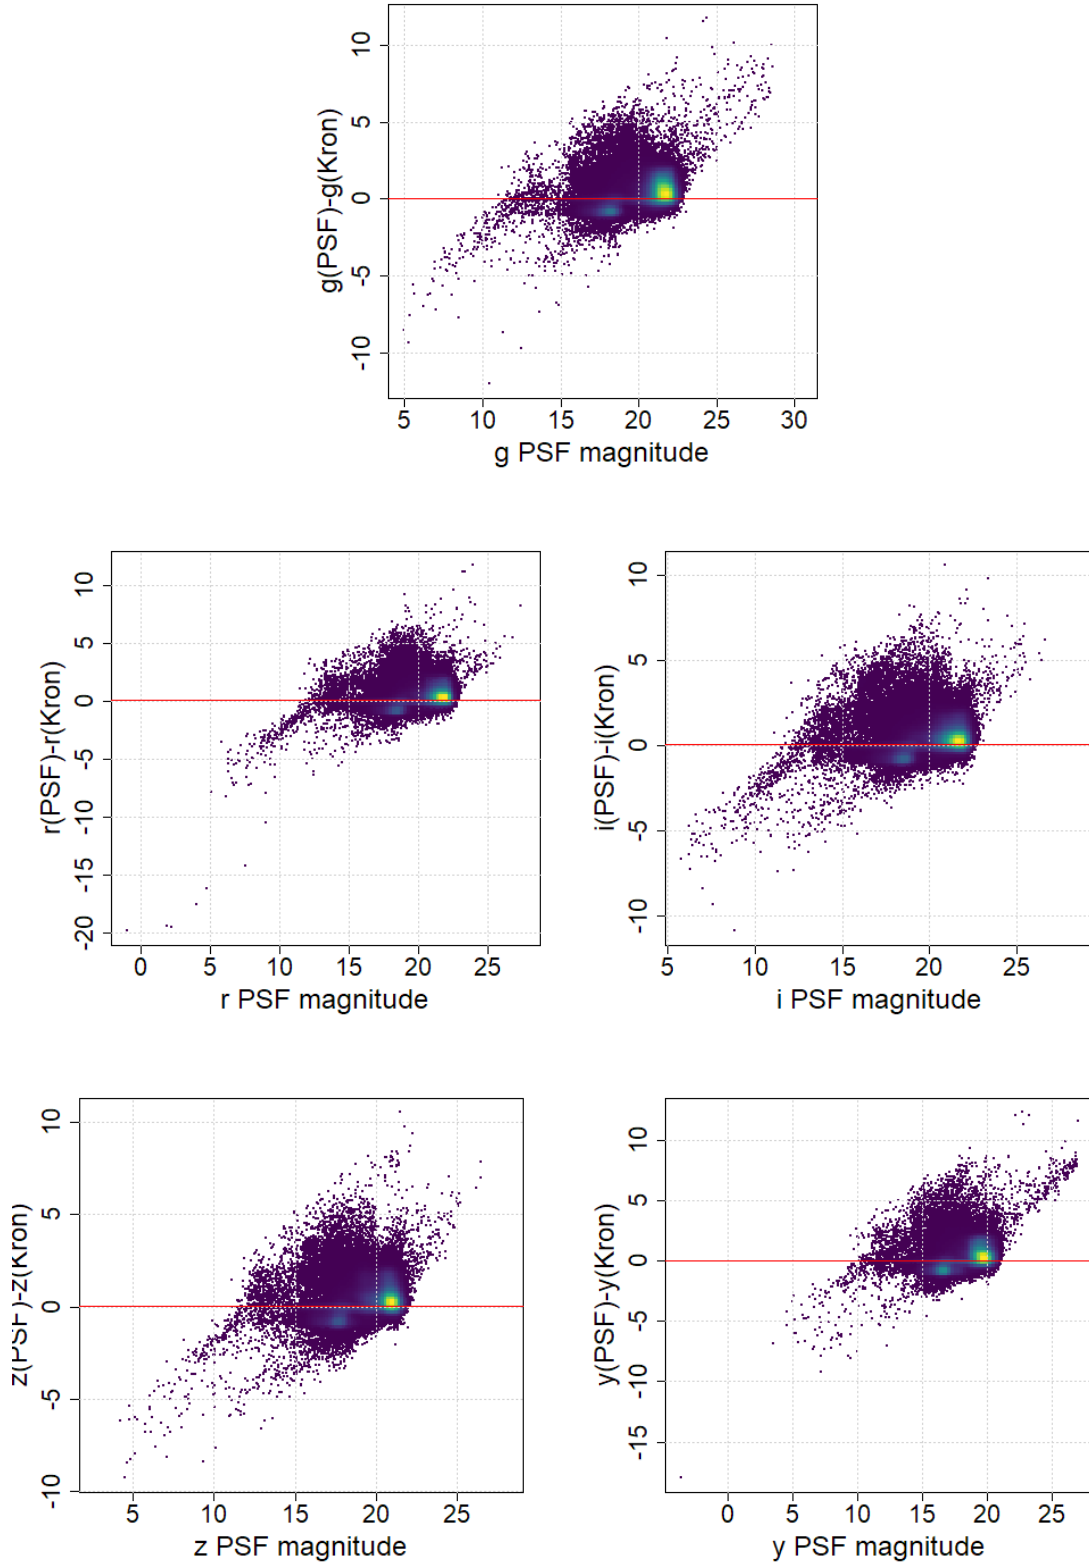 10
5
0
-5
-10
g(PSF)-g(Kron)
5 10 15 20 25 30
g PSF magnitude
10
5
0
-5
-10
-15
-20
r(PSF)-r(Kron)
0 5 10 15 20 25
r PSF magnitude
10
5
0
-5
-10
i(PSF)-i(Kron)
5 10 15 20 25
i PSF magnitude
10
5
0
-5
-10
z(PSF)-z(Kron)
5 10 15 20 25
z PSF magnitude
10
5
0
-5
-10
-15
y(PSF)-y(Kron)
0 5 10 15 20 25
y PSF magnitude